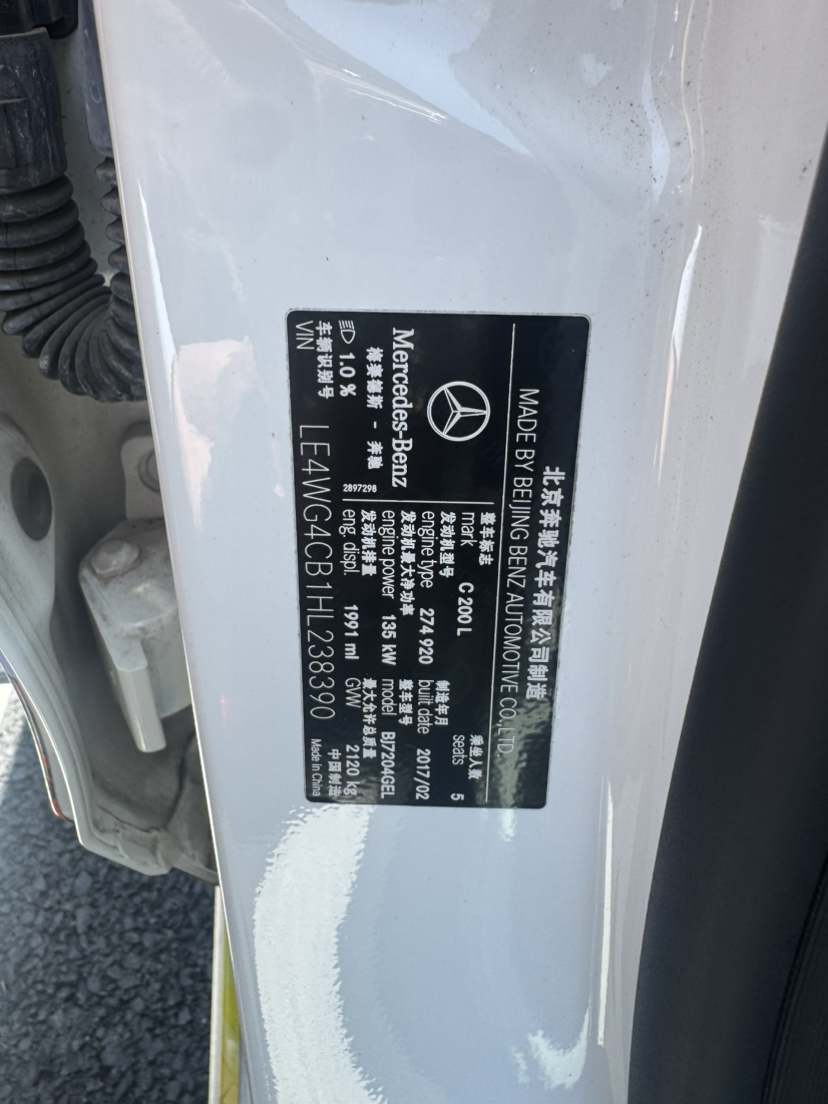 北京奔驰汽车有限公司制造
MADE BY BEIJING BENZ AUTOMOTIVE CO.,LTD.
Mercedes-Benz
梅赛德斯 - 奔驰
1.0 %
2897298
整车标志
mark C 200 L
乘坐人数
seats 5
发动机型号
engine type 274 920
制造年月
built date 2017/02
发动机最大净功率
engine power 135 kW
整车型号
model BJ7204GEL
发动机排量
eng. displ. 1991 ml
最大允许总质量
GVW 2120 kg
车辆识别号
VIN LE4WG4CB1HL238390
中国制造
Made in China